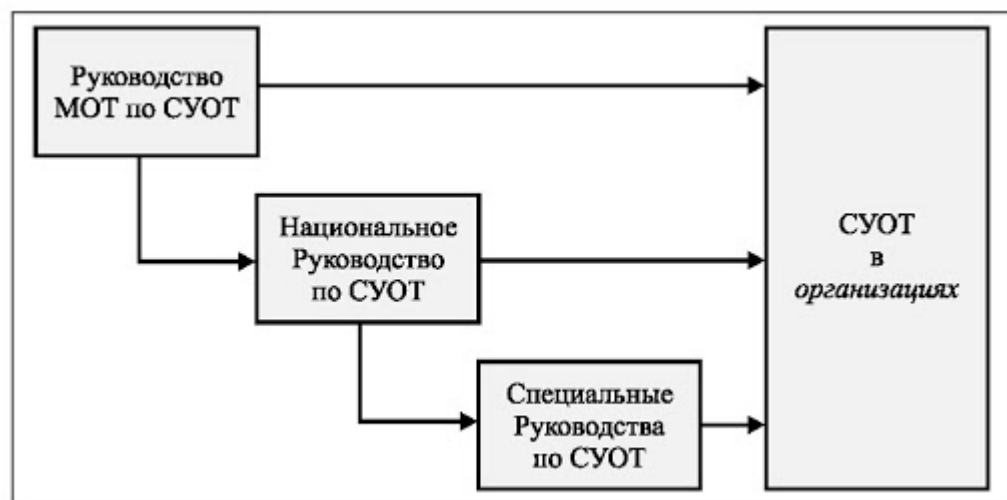 Руководство
МОТ по СУОТ
Национальное
Руководство
по СУОТ
Специальные
Руководства
по СУОТ
СУОТ
в
организациях